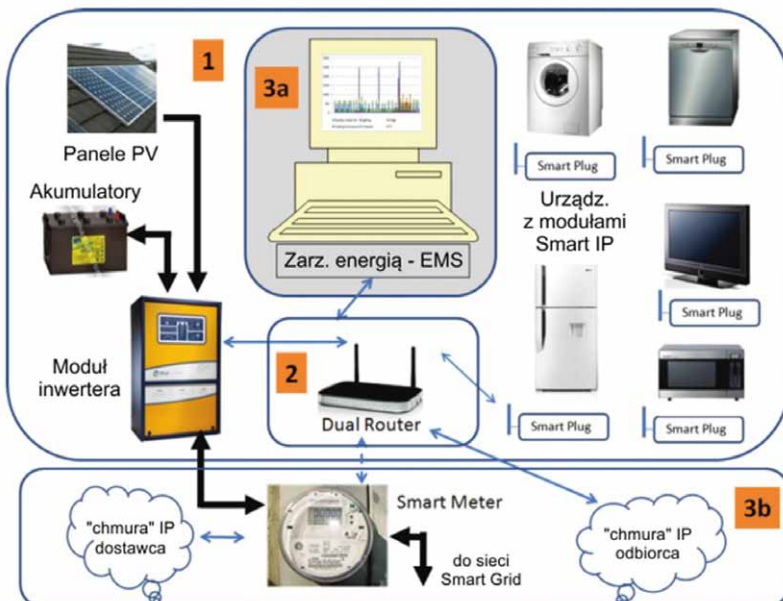 1
3a
Panele PV
Akumulatory
Moduł
inwertera
Zarz. energią - EMS
Smart Plug
Smart Plug
Urządz.
z modułami
Smart IP
Smart Plug
Smart Plug
Smart Plug
2
Dual Router
"chmura" IP
dostawca
Smart Meter
do sieci
Smart Grid
"chmura" IP
odbiorca
3b